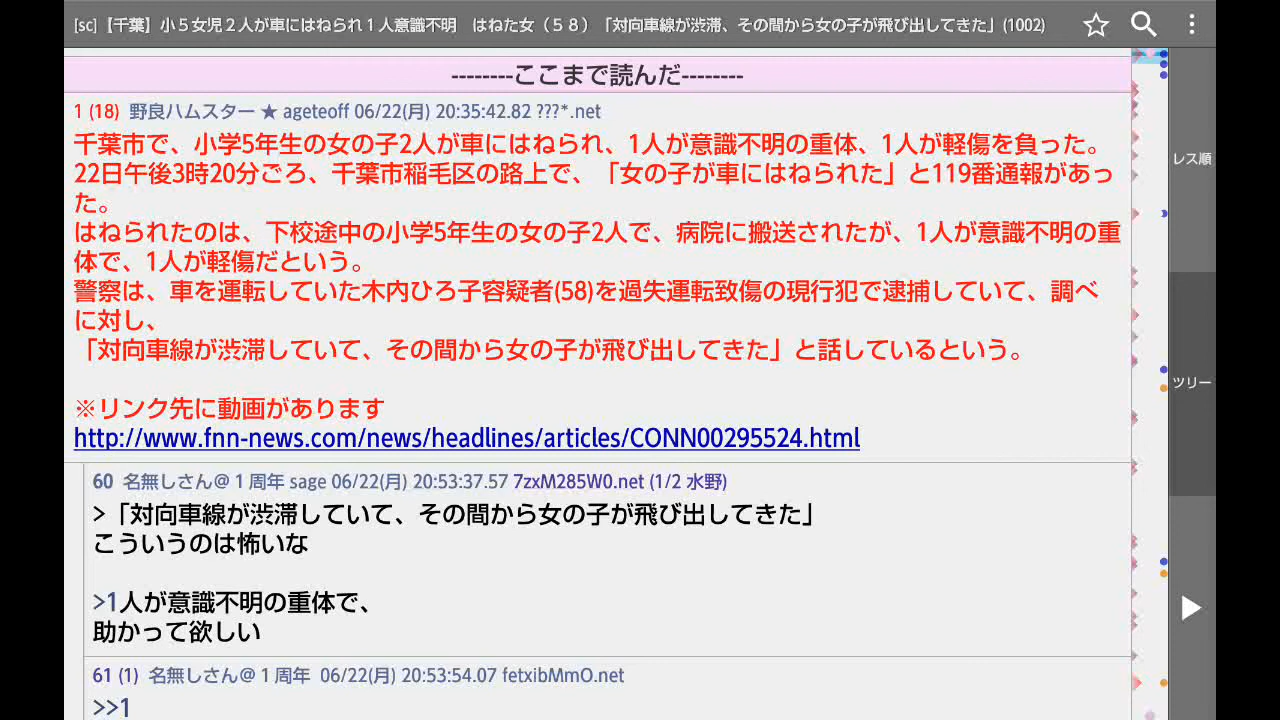 [sc]【千葉】小５女児２人が車にはねられ１人意識不明　はねた女（５８）「対向車線が渋滞、その間から女の子が飛び出してきた」(1002)
--------ここまで読んだ--------
1 (18) 野良ハムスター ★ ageteoff 06/22(月) 20:35:42.82 ???*.net
千葉市で、小学5年生の女の子2人が車にはねられ、1人が意識不明の重体、1人が軽傷を負った。
22日午後3時20分ごろ、千葉市稲毛区の路上で、「女の子が車にはねられた」と119番通報があっ
た。
はねられたのは、下校途中の小学5年生の女の子2人で、病院に搬送されたが、1人が意識不明の重
体で、1人が軽傷だという。
警察は、車を運転していた木内ひろ子容疑者(58)を過失運転致傷の現行犯で逮捕していて、調べ
に対し、
「対向車線が渋滞していて、その間から女の子が飛び出してきた」と話しているという。
※リンク先に動画があります
http://www.fnn-news.com/news/headlines/articles/CONN00295524.html
60 名無しさん＠１周年 sage 06/22(月) 20:53:37.57 7zxM285W0.net (1/2 水野)
>「対向車線が渋滞していて、その間から女の子が飛び出してきた」
こういうのは怖いな
>1人が意識不明の重体で、
助かって欲しい
61 (1) 名無しさん＠１周年 06/22(月) 20:53:54.07 fetxibMmO.net
>>1
レス順
ツリー